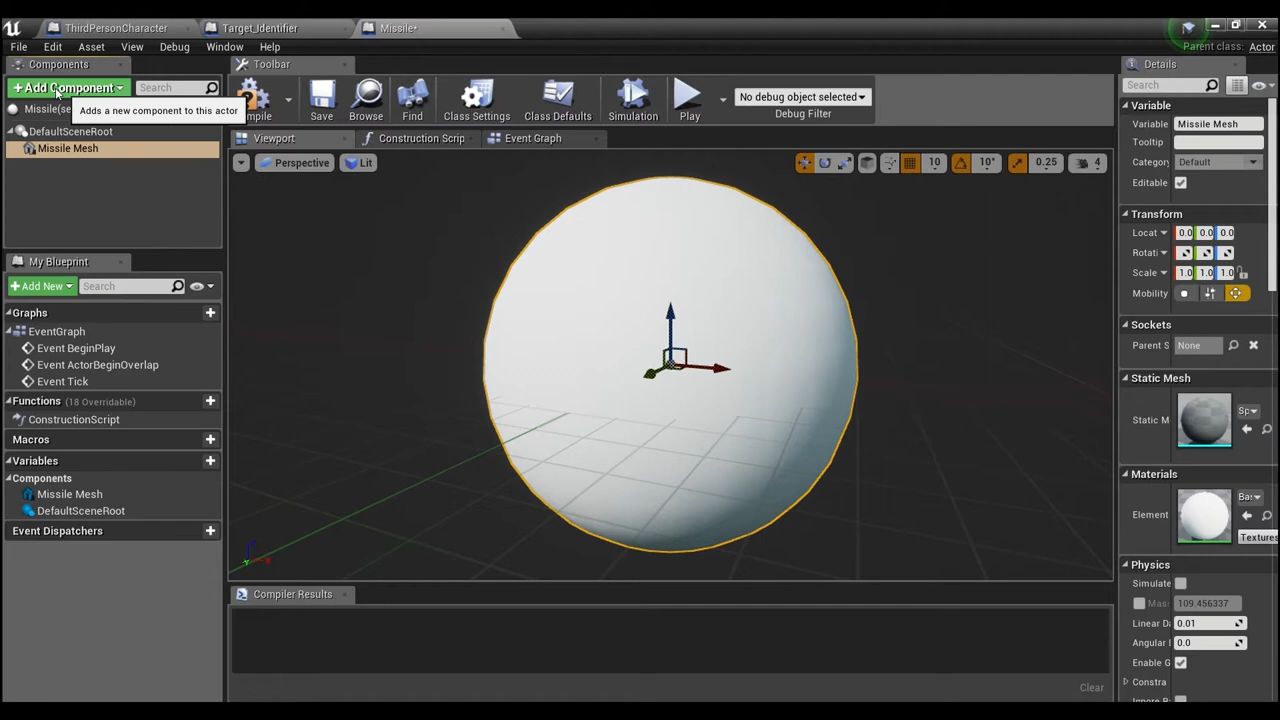 ThirdPersonCharacter
Target_Identifier
Missile*
File Edit Asset View Debug Window Help
Parent class: Actor
Components
Toolbar
Details
+ Add Component
Search
Adds a new component to this actor
Missile(se
DefaultSceneRoot
Missile Mesh
mpile
Save
Browse
Find
Class Settings
Class Defaults
Simulation
Play
No debug object selected
Debug Filter
Viewport
Construction Scrip
Event Graph
Perspective
Lit
10
10°
0.25
4
My Blueprint
+ Add New
Search
Graphs
EventGraph
Event BeginPlay
Event ActorBeginOverlap
Event Tick
Functions (18 Overridable)
ConstructionScript
Macros
Variables
Components
Missile Mesh
DefaultSceneRoot
Event Dispatchers
Compiler Results
Clear
Search
Variable
Variable Missile Mesh
Tooltip
Category Default
Editable
Transform
Locat 0.0 0.0 0.0
Rotati
Scale 1.0 1.0 1.0
Mobility
Sockets
Parent S None
Static Mesh
Static M
Sp
Materials
Element
Bas
Textures
Physics
Simulate
Mas 109.456337
Linear Da 0.01
Angular 0.0
Enable G
Constra